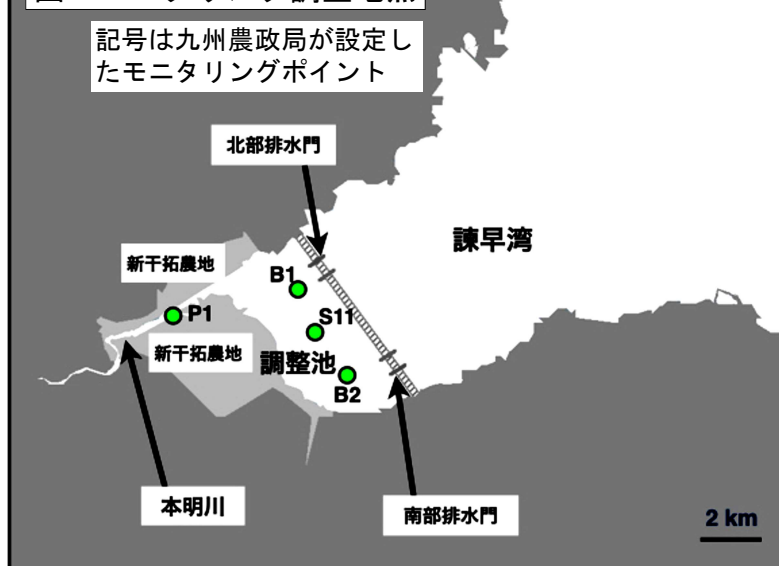 記号は九州農政局が設定し
たモニタリングポイント
北部排水門
諫早湾
新干拓農地
B1
P1
S11
新干拓農地
調整池
B2
本明川
南部排水門
2 km